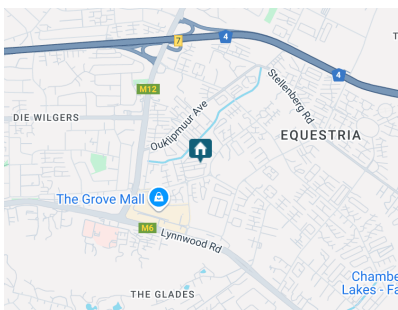 7
4
T
4
M12
Stellenberg Rd
Ouklipmuur Ave
DIE WILGERS
EQUESTRIA
The Grove Mall
M6
Lynnwood Rd
Chambe
Lakes - Fa
THE GLADES